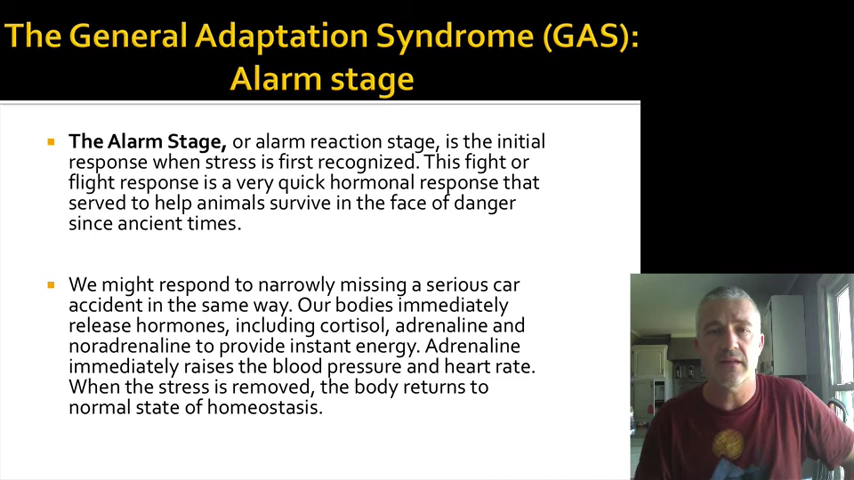 The General Adaptation Syndrome (GAS):
Alarm stage
The Alarm Stage, or alarm reaction stage, is the initial
response when stress is first recognized. This fight or
flight response is a very quick hormonal response that
served to help animals survive in the face of danger
since ancient times.
We might respond to narrowly missing a serious car
accident in the same way. Our bodies immediately
release hormones, including cortisol, adrenaline and
noradrenaline to provide instant energy. Adrenaline
immediately raises the blood pressure and heart rate.
When the stress is removed, the body returns to
normal state of homeostasis.